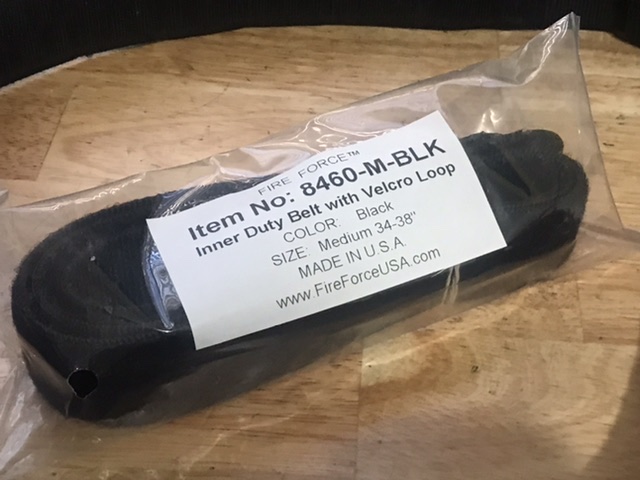 FIRE FORCE™
Item No: 8460-M-BLK
Inner Duty Belt with Velcro Loop
COLOR: Black
SIZE: Medium 34-38"
MADE IN U.S.A.
www.FireForceUSA.com